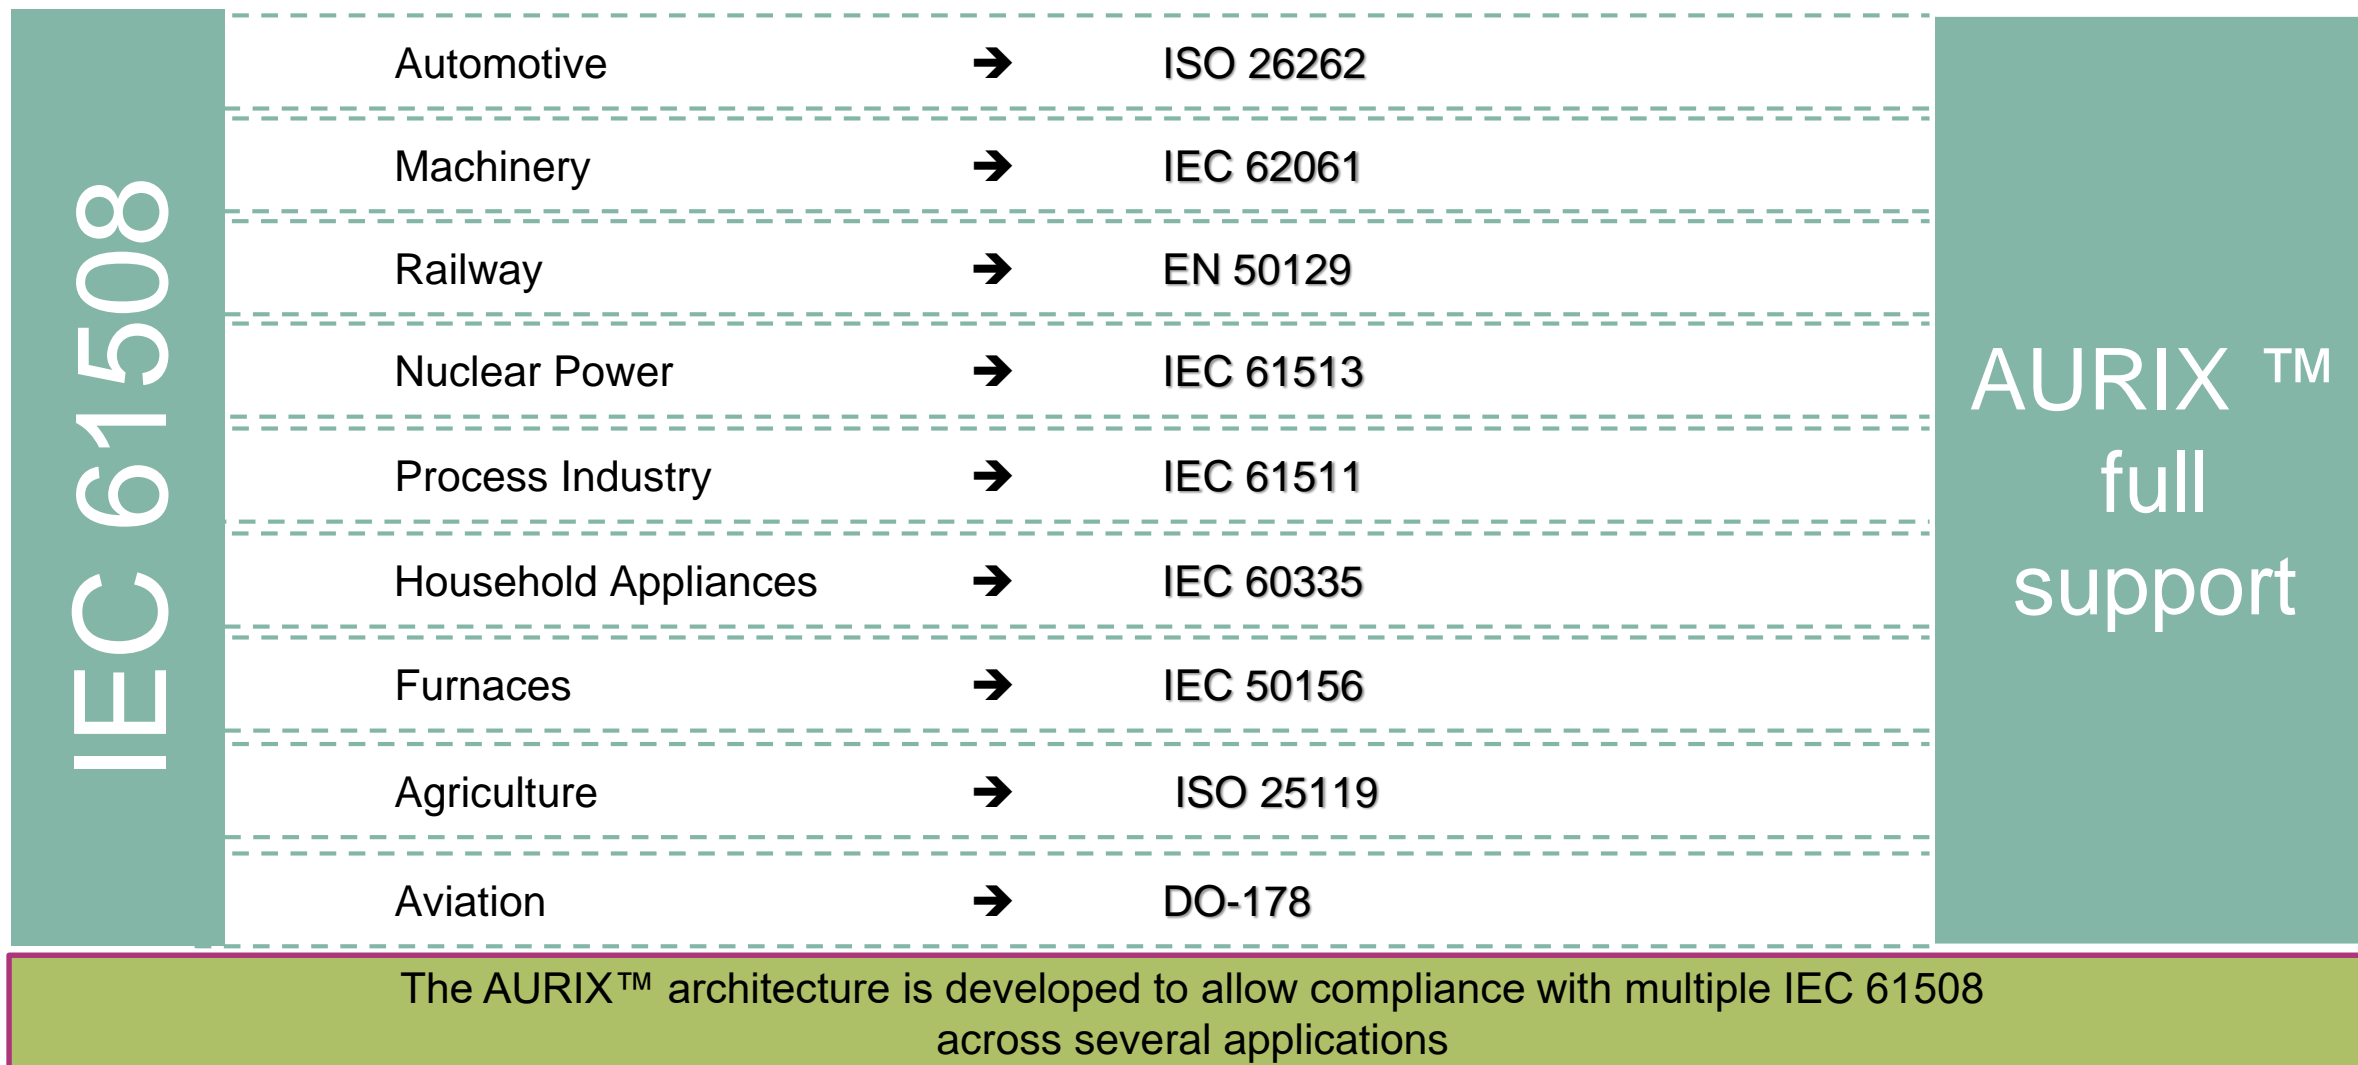 IEC 61508
Automotive ➔ ISO 26262
Machinery ➔ IEC 62061
Railway ➔ EN 50129
Nuclear Power ➔ IEC 61513
Process Industry ➔ IEC 61511
Household Appliances ➔ IEC 60335
Furnaces ➔ IEC 50156
Agriculture ➔ ISO 25119
Aviation ➔ DO-178
AURIX ™
full
support
The AURIX™ architecture is developed to allow compliance with multiple IEC 61508
across several applications